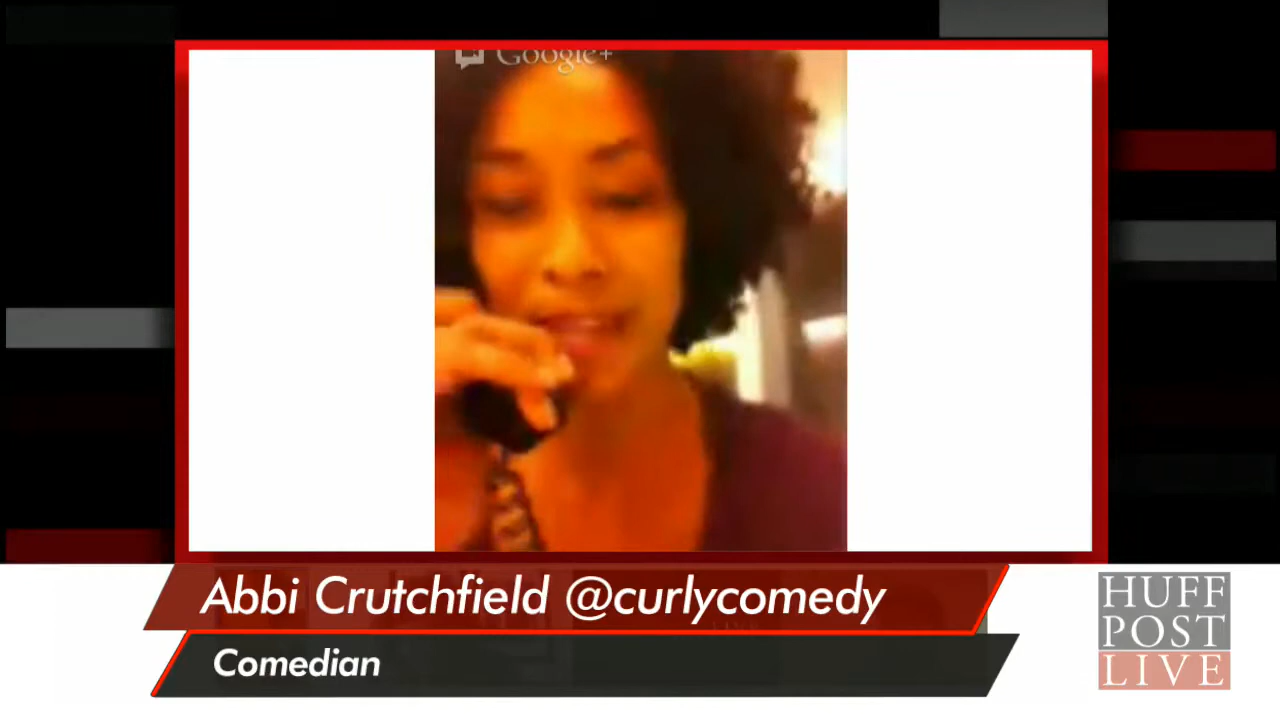 Google+
Abbi Crutchfield @curlycomedy
Comedian
HUFF
POST
LIVE